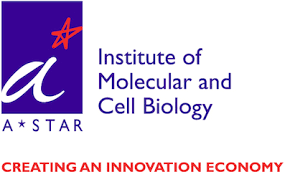 a
Institute of
Molecular and
Cell Biology
A★STAR
CREATING AN INNOVATION ECONOMY